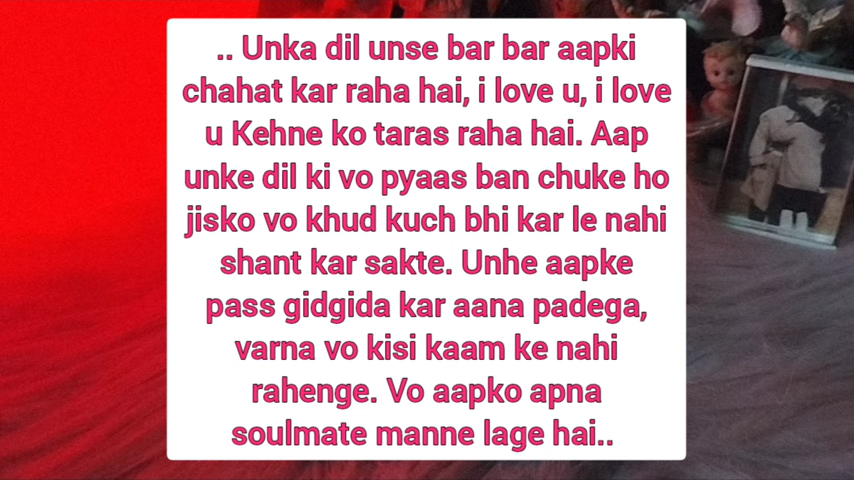 .. Unka dil unse bar bar aapki
chahat kar raha hai, i love u, i love
u Kehne ko taras raha hai. Aap
unke dil ki vo pyaas ban chuke ho
jisko vo khud kuch bhi kar le nahi
shant kar sakte. Unhe aapke
pass gidgida kar aana padega,
varna vo kisi kaam ke nahi
rahenge. Vo aapko apna
soulmate manne lage hai..